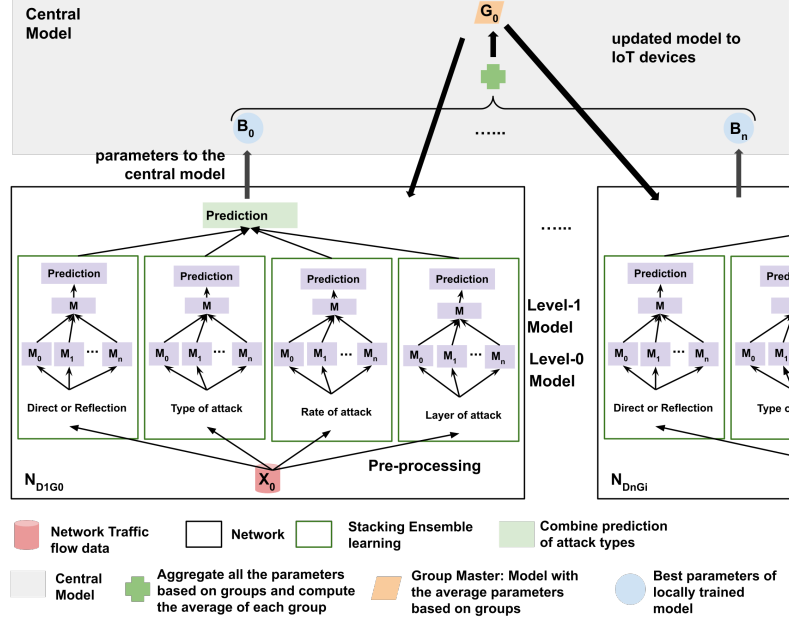 Central
Model
G0
updated model to
IoT devices
B0
…...
Bn
parameters to the
central model
Prediction
…...
Prediction
M
M0 M1 ... Mn
Direct or Reflection
Prediction
M
M0 M1 ... Mn
Type of attack
Prediction
M
M0 M1 ... Mn
Rate of attack
Prediction
M
M0 M1 ... Mn
Layer of attack
Level-1
Model
Level-0
Model
Prediction
M
M0 M1 ... Mn
Direct or Reflection
M0
X0
Pre-processing
ND1G0
NDnGi
Network Traffic
flow data
Network
Stacking Ensemble
learning
Combine prediction
of attack types
Central
Model
Aggregate all the parameters
based on groups and compute
the average of each group
Group Master: Model with
the average parameters
based on groups
Best parameters of
locally trained
model